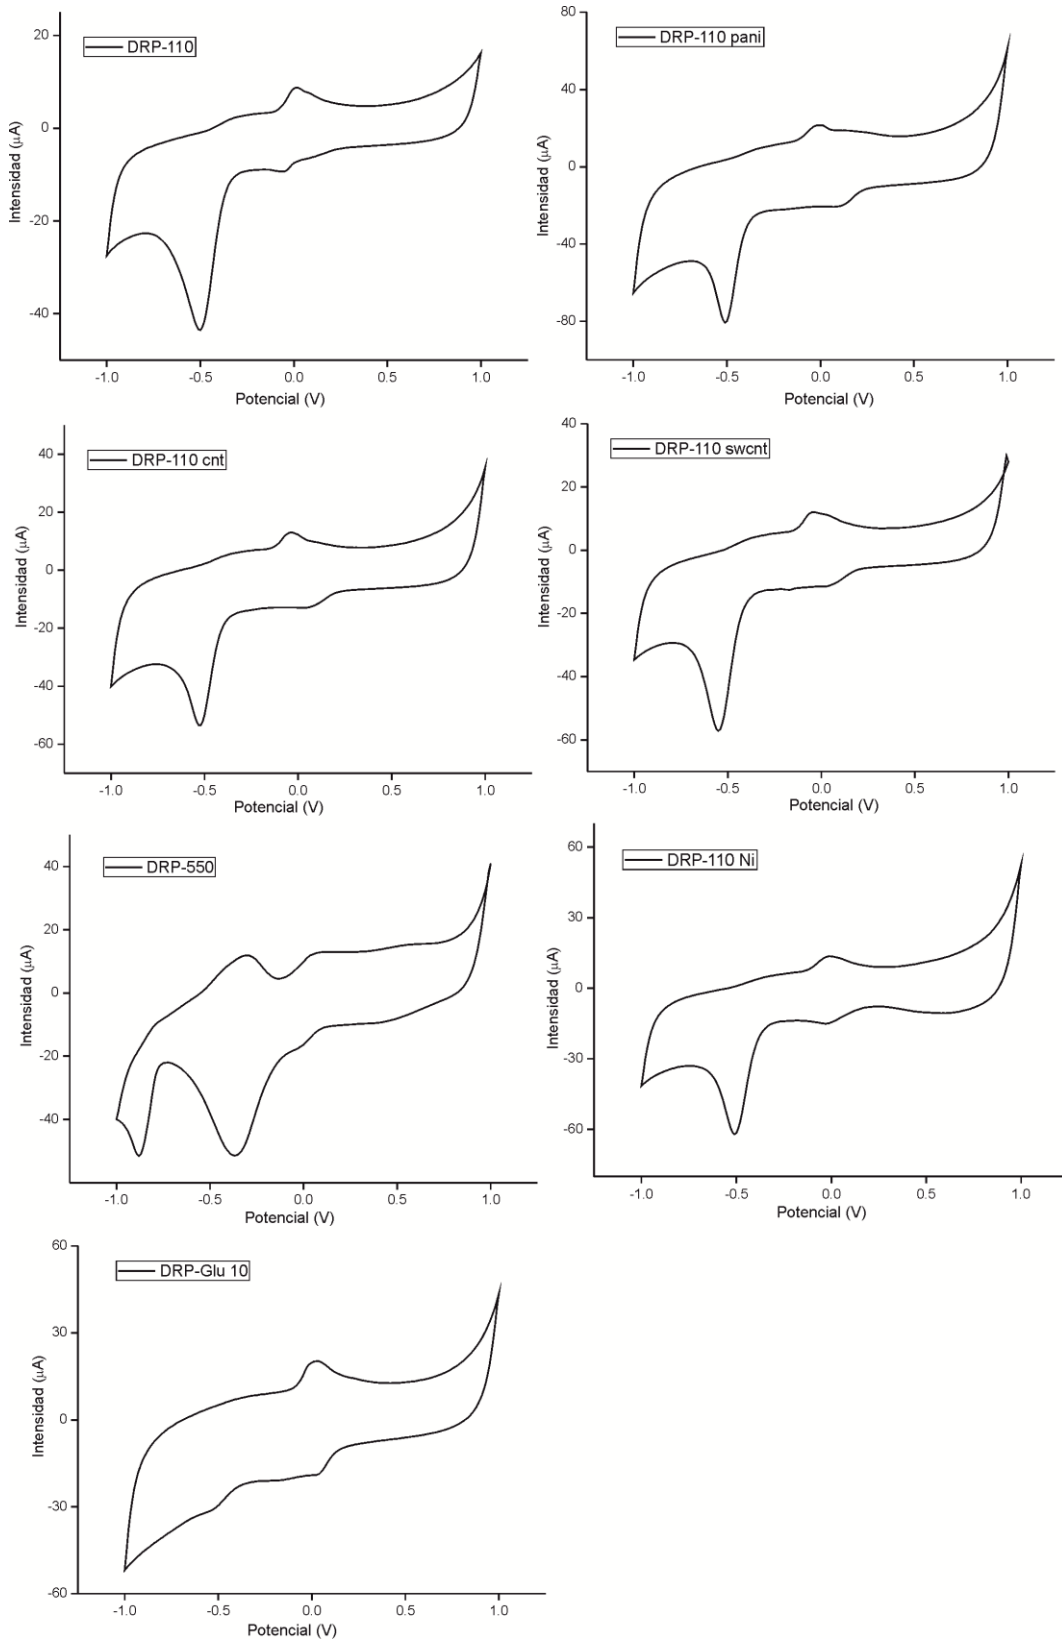 DRP-110
20
0
-20
-40
Intensidad (μA)
-1.0 -0.5 0.0 0.5 1.0
Potencial (V)
DRP-110 pani
80
40
0
-40
-80
Intensidad (μA)
-1.0 -0.5 0.0 0.5 1.0
Potencial (V)
DRP-110 cnt
40
20
0
-20
-40
-60
Intensidad (μA)
-1.0 -0.5 0.0 0.5 1.0
Potencial (V)
DRP-110 swcnt
40
20
0
-20
-40
-60
Intensidad (μA)
-1.0 -0.5 0.0 0.5 1.0
Potencial (V)
DRP-550
40
20
0
-20
-40
Intensidad (μA)
-1.0 -0.5 0.0 0.5 1.0
Potencial (V)
DRP-110 Ni
60
30
0
-30
-60
Intensidad (μA)
-1.0 -0.5 0.0 0.5 1.0
Potencial (V)
DRP-Glu 10
60
30
0
-30
-60
Intensidad (μA)
-1.0 -0.5 0.0 0.5 1.0
Potencial (V)